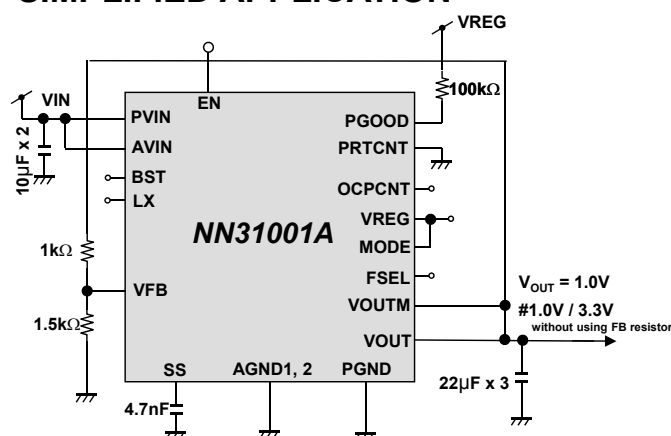 SIMPLIFIED APPLICATION
VREG
EN
100kΩ
VIN
PVIN
PGOOD
AVIN
PRTCNT
10µF x 2
BST
OCPCNT
LX
VREG
NN31001A
MODE
1kΩ
FSEL
VFB
VOUTM
VOUT = 1.0V
#1.0V / 3.3V
without using FB resistor
1.5kΩ
VOUT
SS
AGND1, 2
PGND
22µF x 3
4.7nF